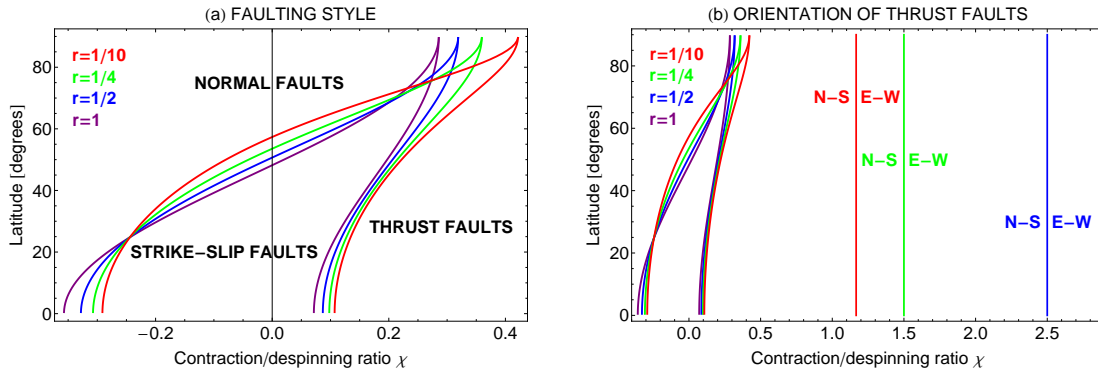 (a) FAULTING STYLE
r=1/10
r=1/4
r=1/2
r=1
NORMAL FAULTS
STRIKE−SLIP FAULTS
THRUST FAULTS
Latitude [degrees]
80
60
40
20
0
−0.2 0.0 0.2 0.4
Contraction/despinning ratio χ
(b) ORIENTATION OF THRUST FAULTS
r=1/10
r=1/4
r=1/2
r=1
N−S E−W
N−S E−W
N−S E−W
Latitude [degrees]
80
60
40
20
0
0.0 0.5 1.0 1.5 2.0 2.5
Contraction/despinning ratio χ